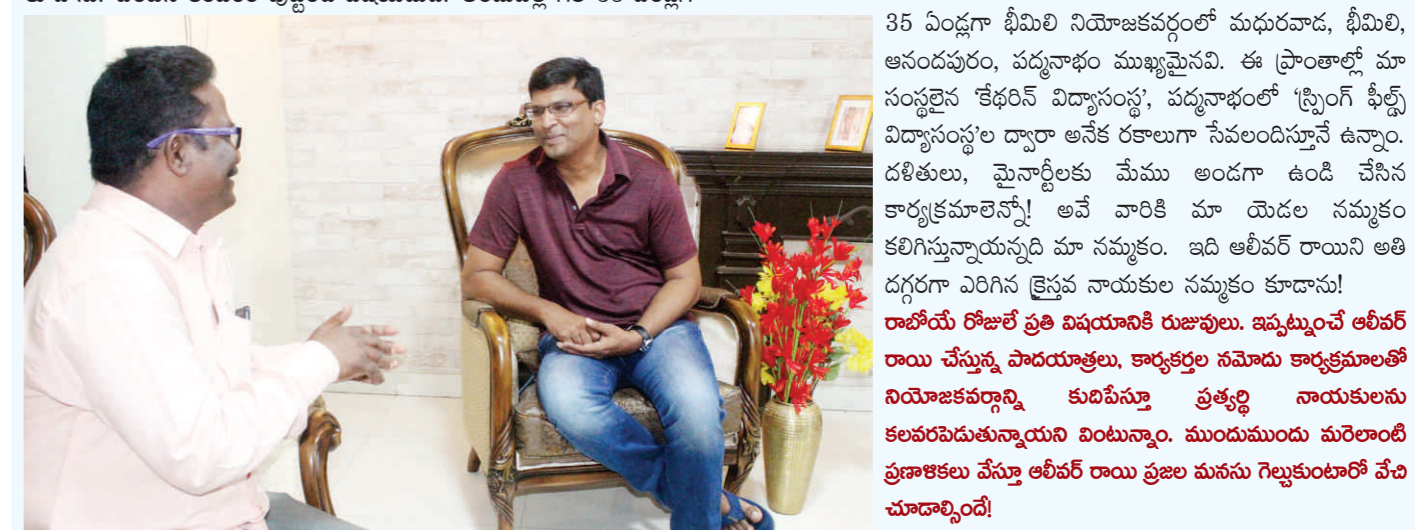 35 ఏండ్లగా భీమిలి నియోజకవర్గంలో మధురవాడ, భీమిలి,
ఆనందపురం, పద్మనాభం ముఖ్యమైనవి. ఈ ప్రాంతాల్లో మా
సంస్థలైన ‘కేథరిన్ విద్యాసంస్థ’, పద్మనాభంలో ‘స్ప్రింగ్ ఫీల్డ్స్
విద్యాసంస్థ’ల ద్వారా అనేక రకాలుగా సేవలందిస్తూనే ఉన్నాం.
దళితులు, మైనార్టీలకు మేము అండగా ఉండి చేసిన
కార్యక్రమాలెన్నో! అవే వారికి మా యెడల నమ్మకం
కలిగిస్తున్నాయన్నది మా నమ్మకం. ఇది ఆలీవర్ రాయిని అతి
దగ్గరగా ఎరిగిన క్రైస్తవ నాయకుల నమ్మకం కూడాను!
రాబోయే రోజులే ప్రతి విషయానికి రుజువులు. ఇప్పట్నుంచే ఆలీవర్
రాయి చేస్తున్న పాదయాత్రలు, కార్యకర్తల నమోదు కార్యక్రమాలతో
నియోజకవర్గాన్ని కుదిపేస్తూ ప్రత్యర్థి నాయకులను
కలవరపెడుతున్నాయని వింటున్నాం. ముందుముందు మరెలాంటి
ప్రణాళికలు వేస్తూ ఆలీవర్ రాయి ప్రజల మనసు గెల్చుకుంటారో వేచి
చూడాల్సిందే!